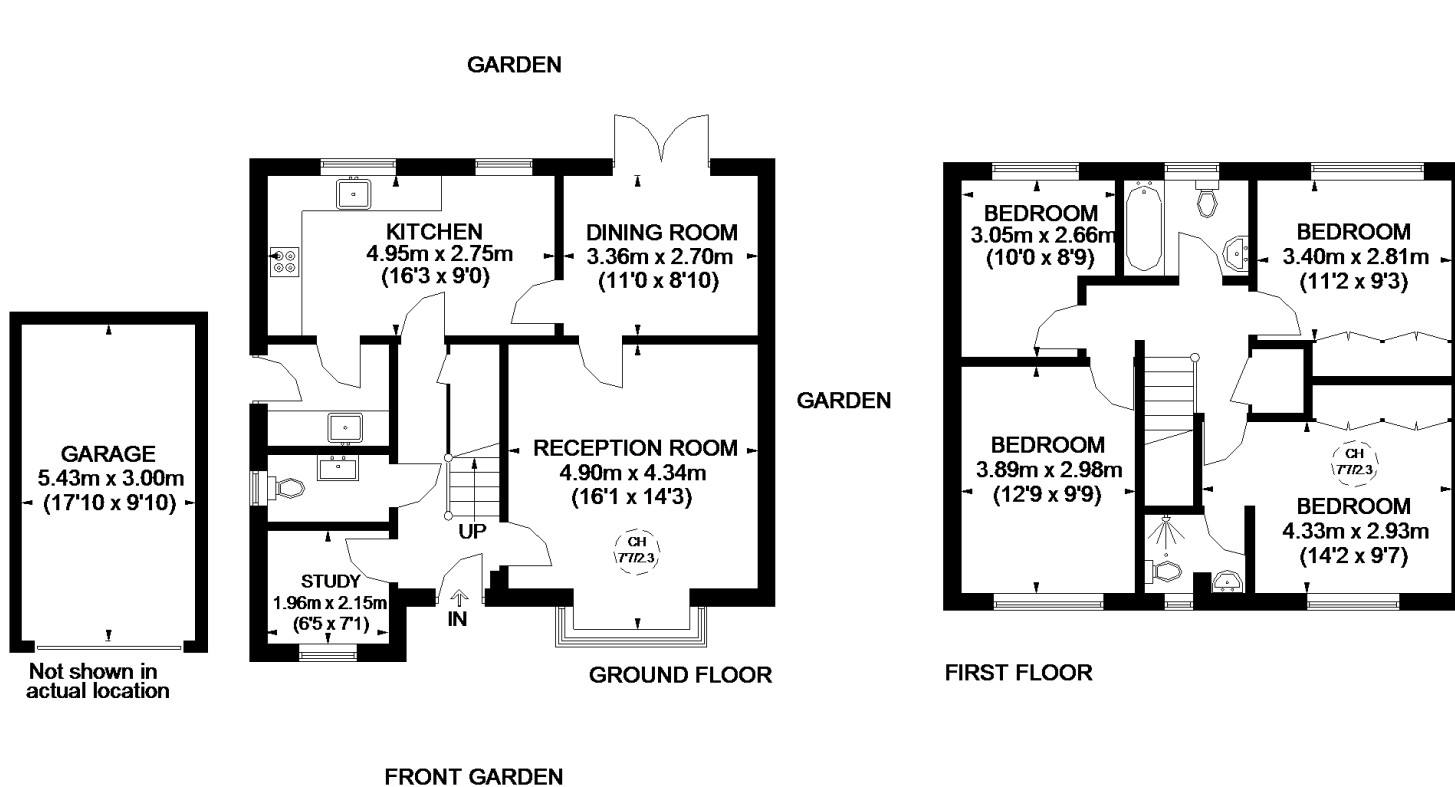 GARDEN
KITCHEN
4.95m x 2.75m
(16'3 x 9'0)
DINING ROOM
3.36m x 2.70m
(11'0 x 8'10)
GARAGE
5.43m x 3.00m
(17'10 x 9'10)
Not shown in
actual location
RECEPTION ROOM
4.90m x 4.34m
(16'1 x 14'3)
CH
7'7/2.3
UP
STUDY
1.96m x 2.15m
(6'5 x 7'1)
IN
GROUND FLOOR
GARDEN
FRONT GARDEN
BEDROOM
3.05m x 2.66m
(10'0 x 8'9)
BEDROOM
3.40m x 2.81m
(11'2 x 9'3)
BEDROOM
3.89m x 2.98m
(12'9 x 9'9)
CH
7'7/2.3
BEDROOM
4.33m x 2.93m
(14'2 x 9'7)
FIRST FLOOR